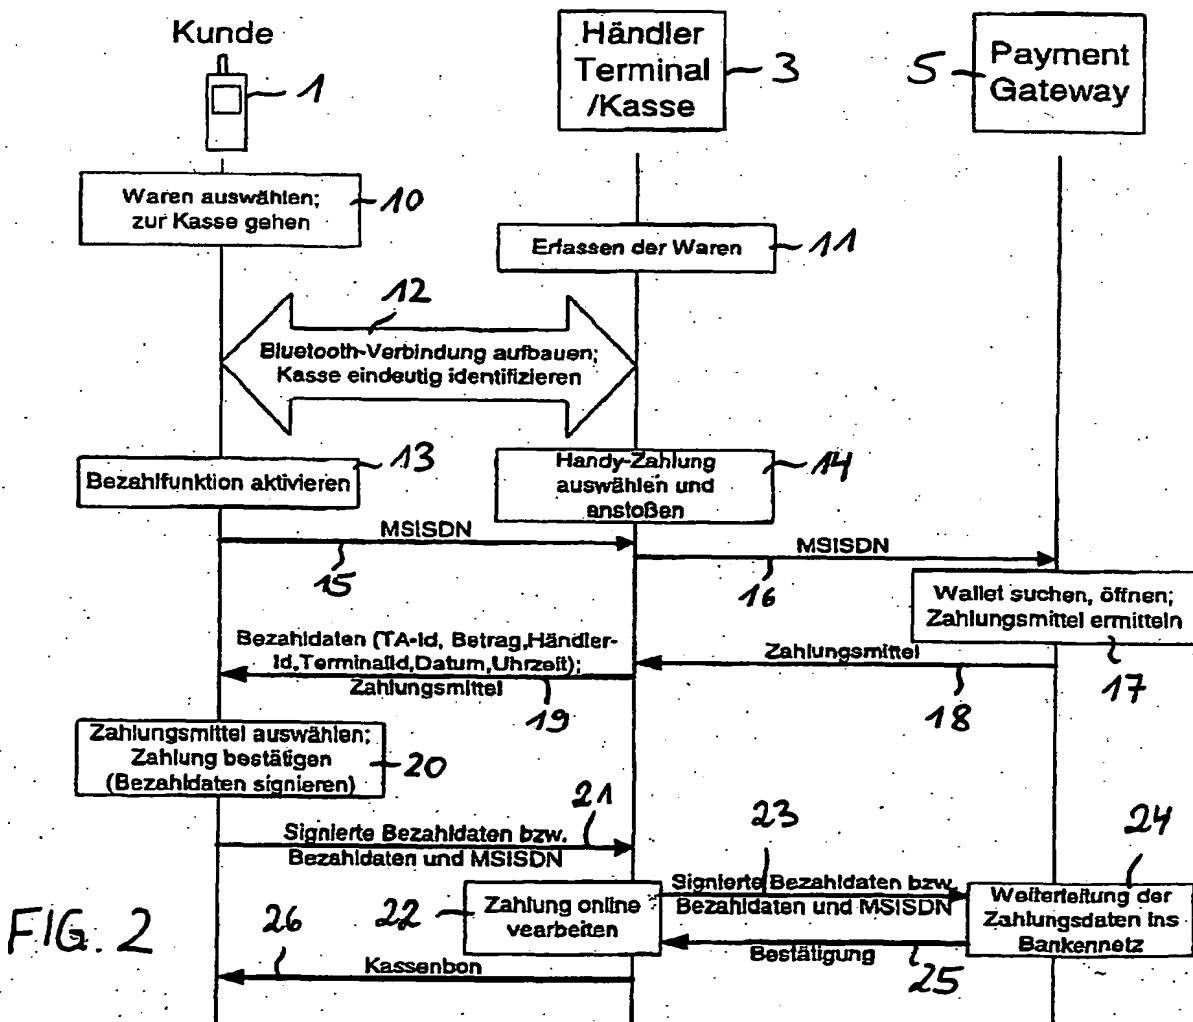 Kunde
1
Händler
Terminal
/Kasse
3
5
Payment
Gateway
Waren auswählen;
zur Kasse gehen
10
Erfassen der Waren
11
12
Bluetooth-Verbindung aufbauen;
Kasse eindeutig identifizieren
Bezahlfunktion aktivieren
13
Handy-Zahlung
auswählen und
anstoßen
14
MSISDN
15
MSISDN
16
Wallet suchen, öffnen;
Zahlungsmittel ermitteln
17
Zahlungsmittel
18
Bezahldaten (TA-Id, Betrag,Händler-
Id,TerminalId,Datum,Uhrzeit);
Zahlungsmittel
19
Zahlungsmittel auswählen;
Zahlung bestätigen
(Bezahldaten signieren)
20
21
Signierte Bezahldaten bzw.
Bezahldaten und MSISDN
22
Zahlung online
vearbeiten
23
Signierte Bezahldaten bzw.
Bezahldaten und MSISDN
24
Weiterleitung der
Zahlungsdaten ins
Bankennetz
Bestätigung
25
26
Kassenbon
FIG. 2